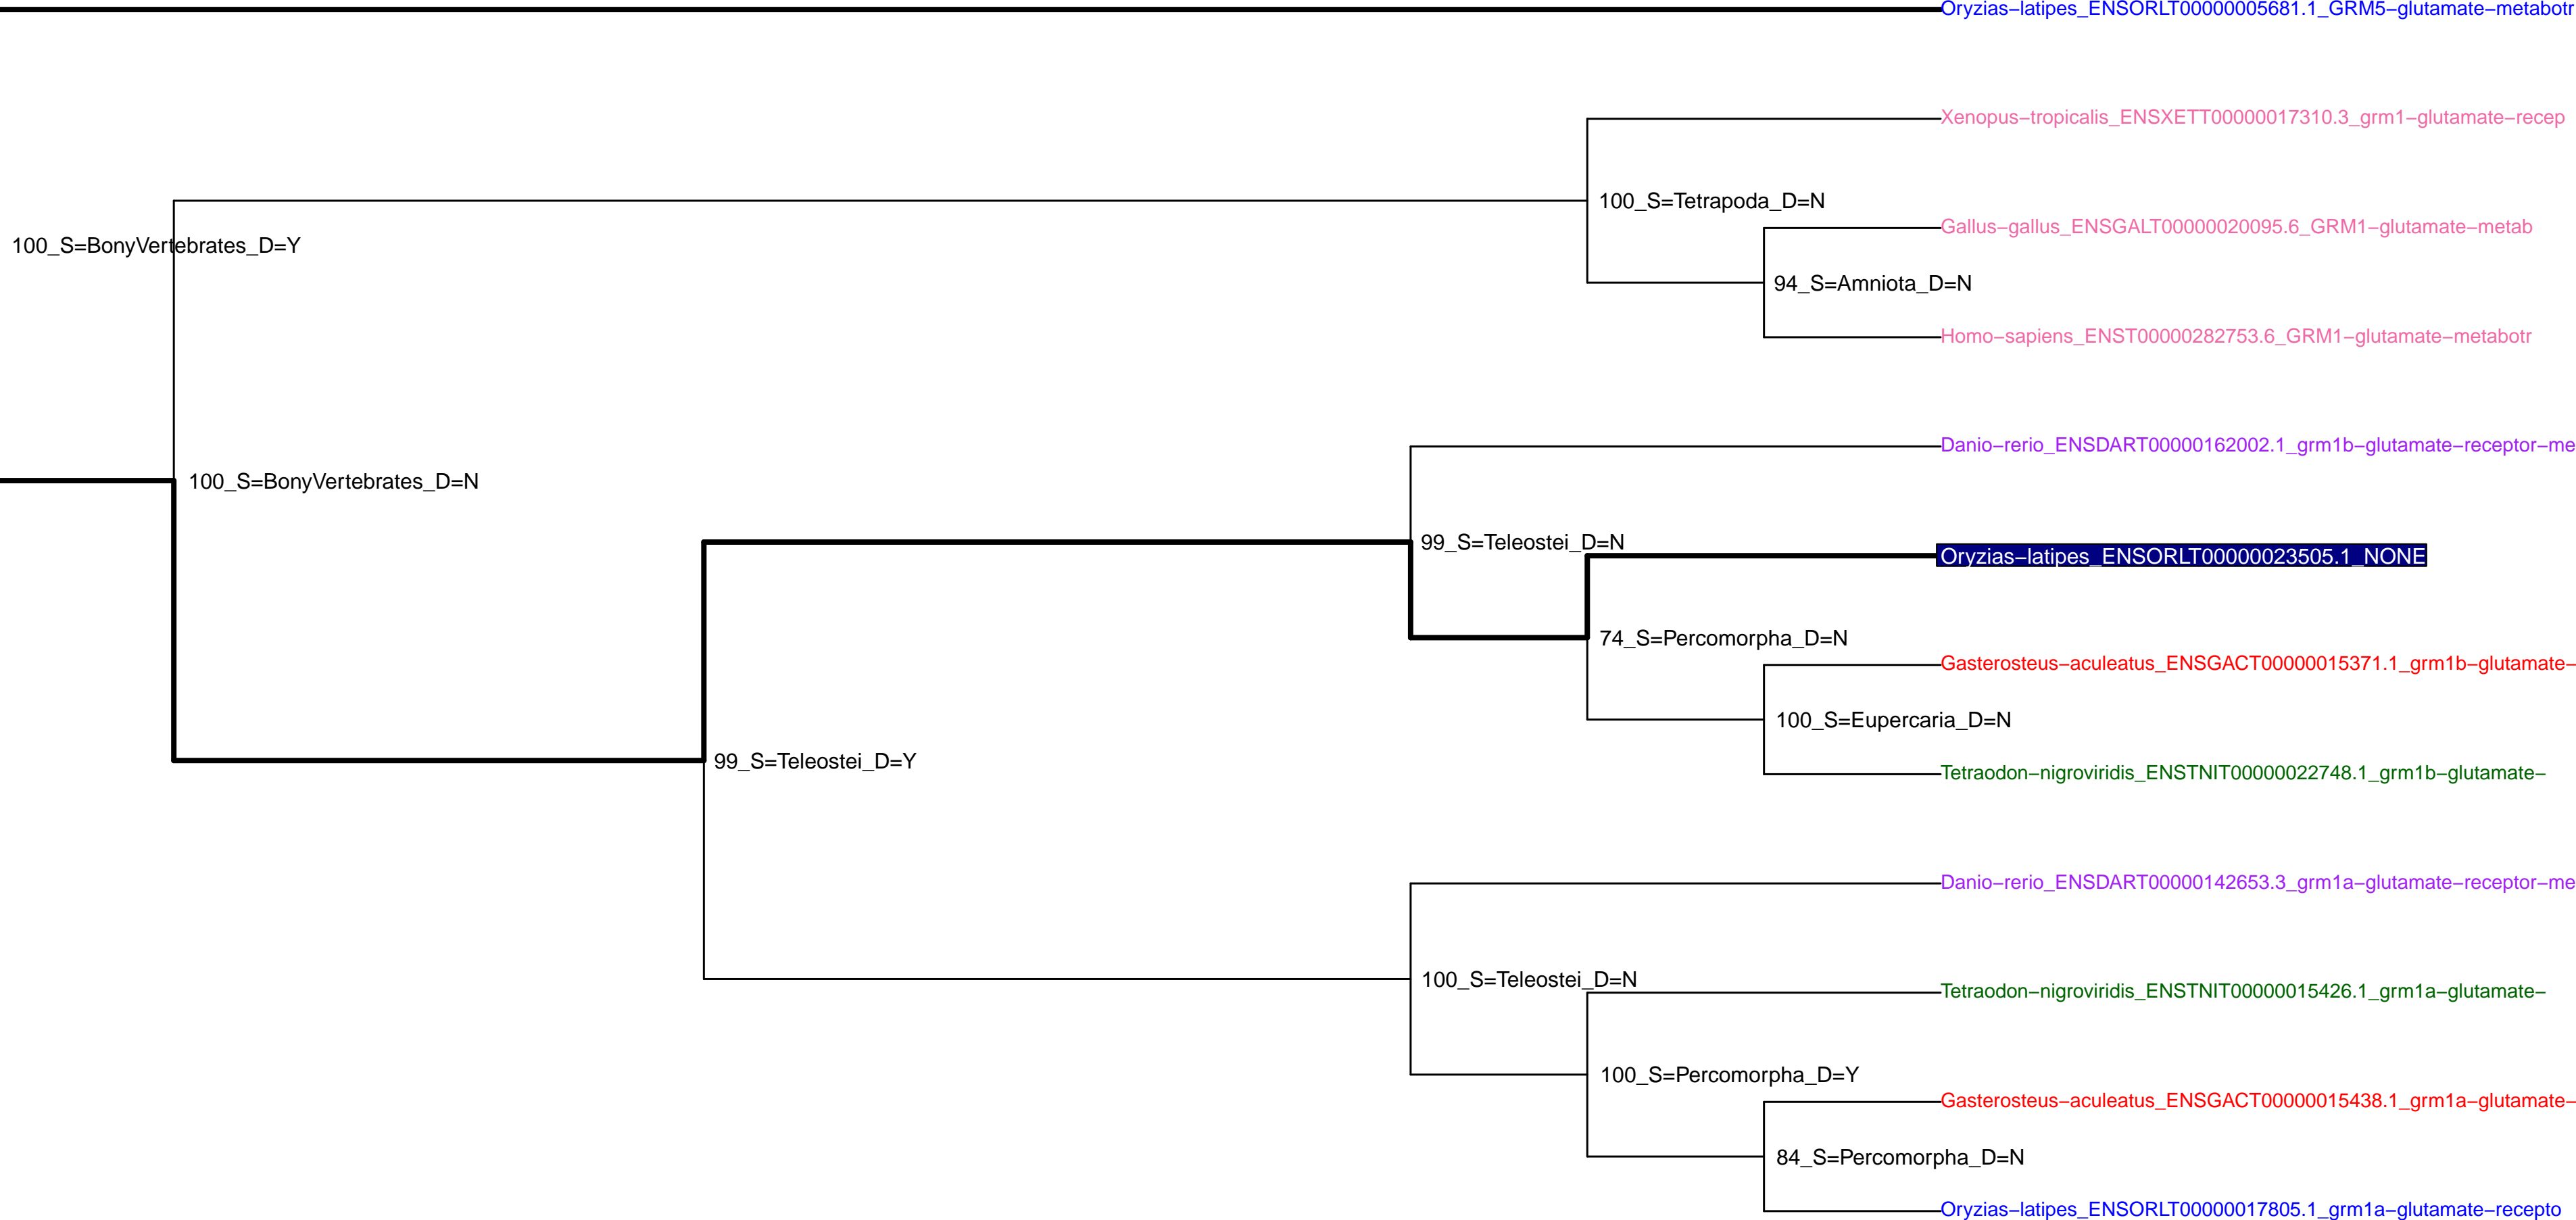 Oryzias−latipes_ENSORLT00000005681.1_GRM5−glutamate−metabotr
Xenopus−tropicalis_ENSXETT00000017310.3_grm1−glutamate−recep
100_S=Tetrapoda_D=N
Gallus−gallus_ENSGALT00000020095.6_GRM1−glutamate−metab
100_S=BonyVertebrates_D=Y
94_S=Amniota_D=N
Homo−sapiens_ENST00000282753.6_GRM1−glutamate−metabotr
Danio−rerio_ENSDART00000162002.1_grm1b−glutamate−receptor−me
100_S=BonyVertebrates_D=N
99_S=Teleostei_D=N
Oryzias−latipes_ENSORLT00000023505.1_NONE
74_S=Percomorpha_D=N
Gasterosteus−aculeatus_ENSGACT00000015371.1_grm1b−glutamate−
100_S=Eupercaria_D=N
99_S=Teleostei_D=Y
Tetraodon−nigroviridis_ENSTNIT00000022748.1_grm1b−glutamate−
Danio−rerio_ENSDART00000142653.3_grm1a−glutamate−receptor−me
100_S=Teleostei_D=N
Tetraodon−nigroviridis_ENSTNIT00000015426.1_grm1a−glutamate−
100_S=Percomorpha_D=Y
Gasterosteus−aculeatus_ENSGACT00000015438.1_grm1a−glutamate−
84_S=Percomorpha_D=N
Oryzias−latipes_ENSORLT00000017805.1_grm1a−glutamate−recepto